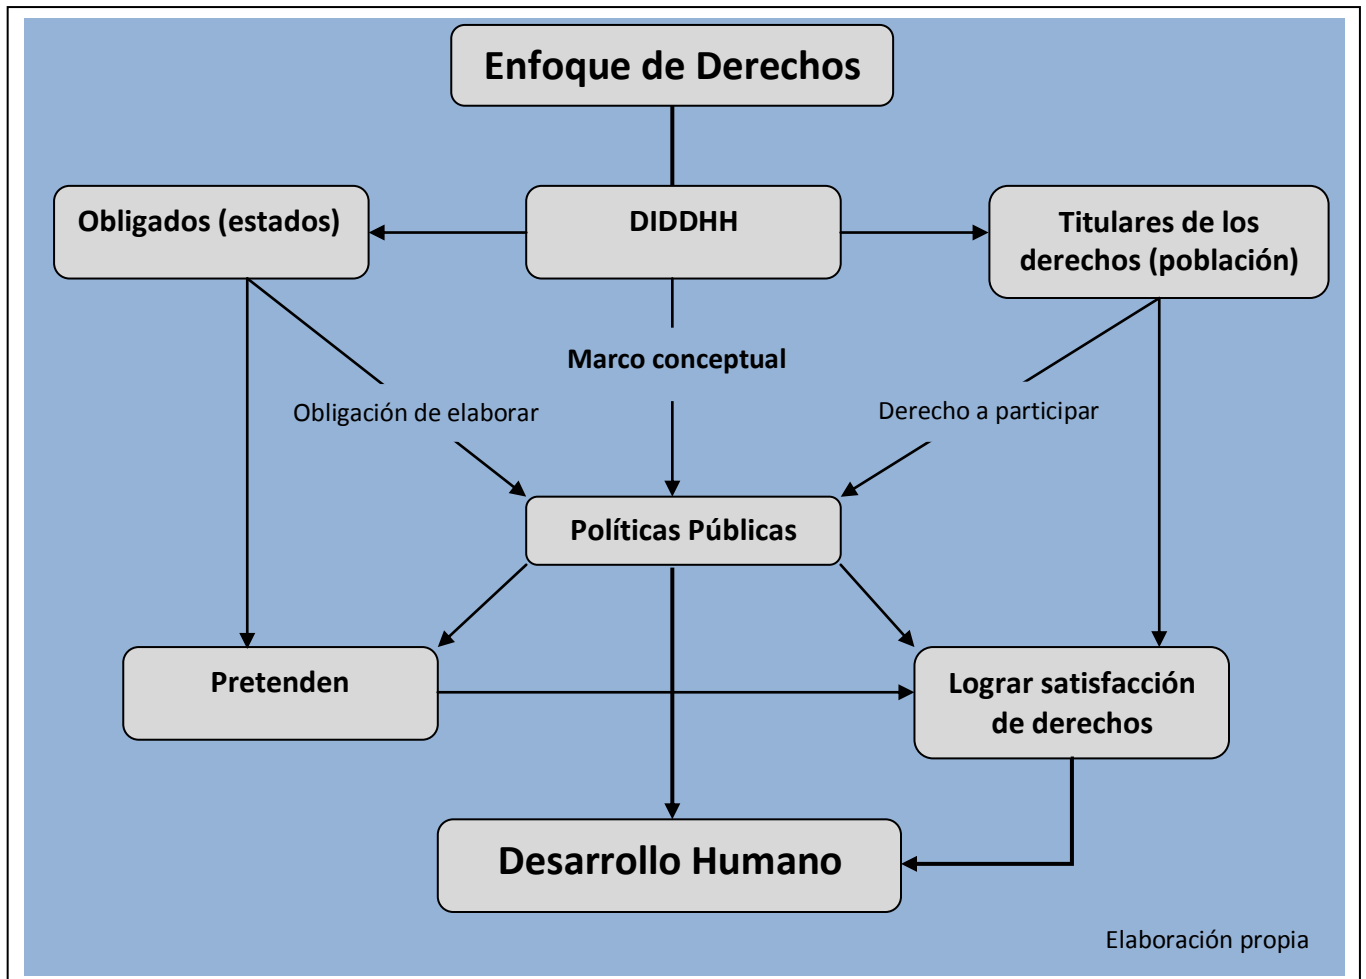 Enfoque de Derechos
Obligados (estados)
DIDDHH
Titulares de los
derechos (población)
Marco conceptual
Obligación de elaborar
Derecho a participar
Políticas Públicas
Pretenden
Lograr satisfacción
de derechos
Desarrollo Humano
Elaboración propia